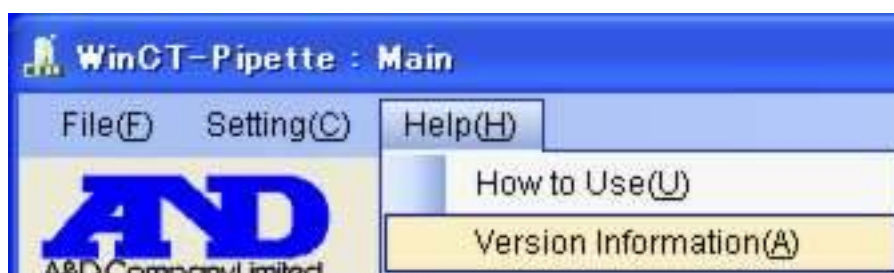 WinCT-Pipette : Main
File(F) Setting(C) Help(H)
How to Use(U)
AND
Version Information(A)
A&D Company Limited